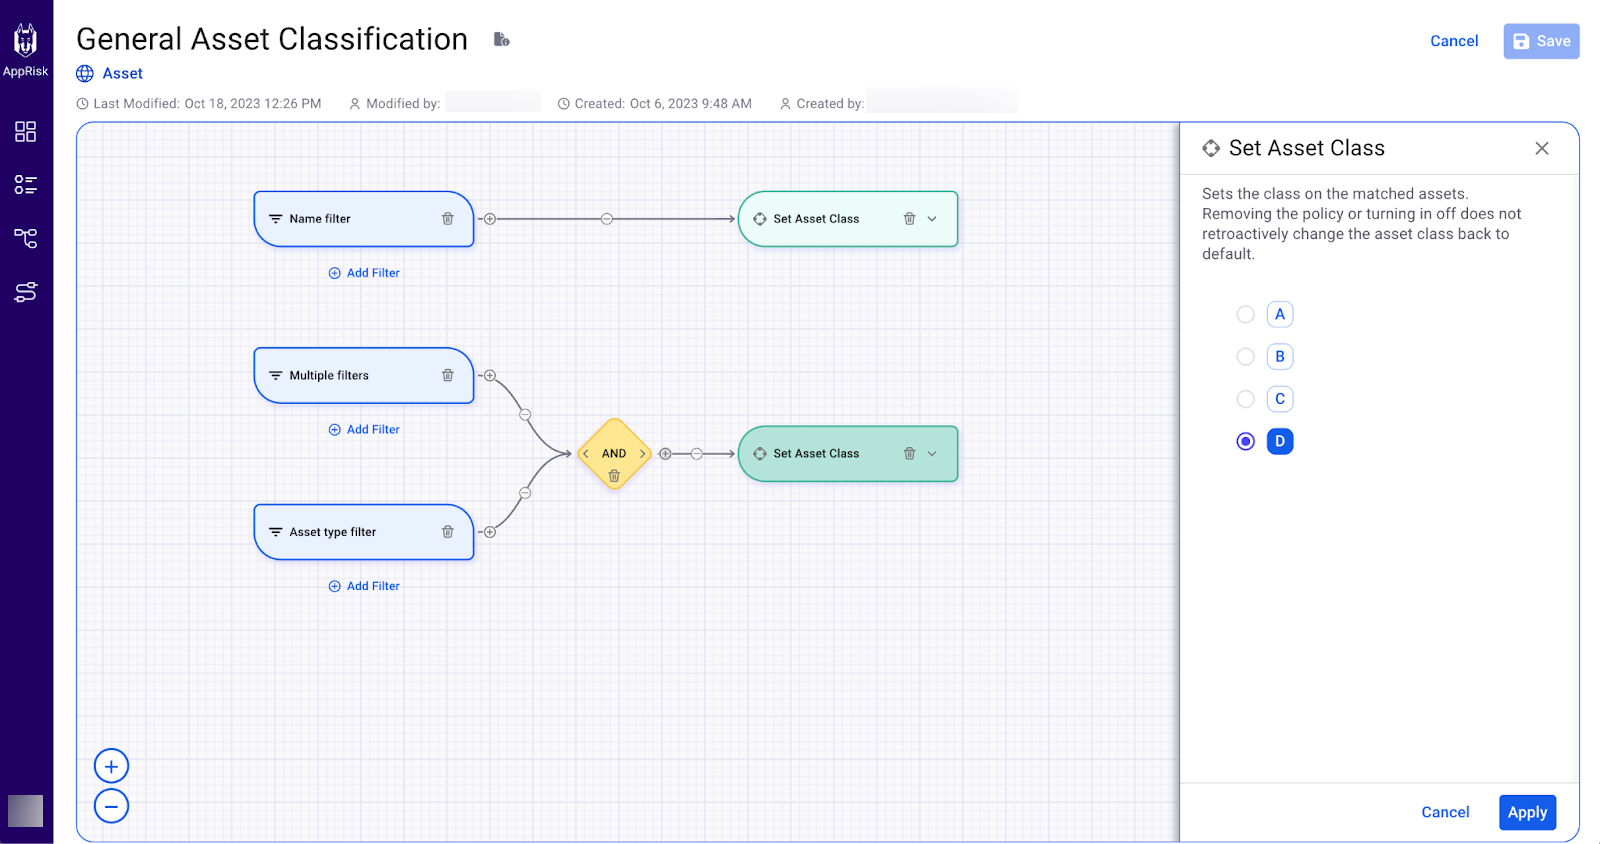 General Asset Classification
Cancel
Save
AppRisk
Asset
Last Modified: Oct 18, 2023 12:26 PM
Modified by:
Created: Oct 6, 2023 9:48 AM
Created by:
Set Asset Class
Sets the class on the matched assets.
Removing the policy or turning in off does not
retroactively change the asset class back to
default.
A
B
C
D
Name filter
Set Asset Class
Add Filter
Multiple filters
Add Filter
AND
Set Asset Class
Asset type filter
Add Filter
Cancel
Apply